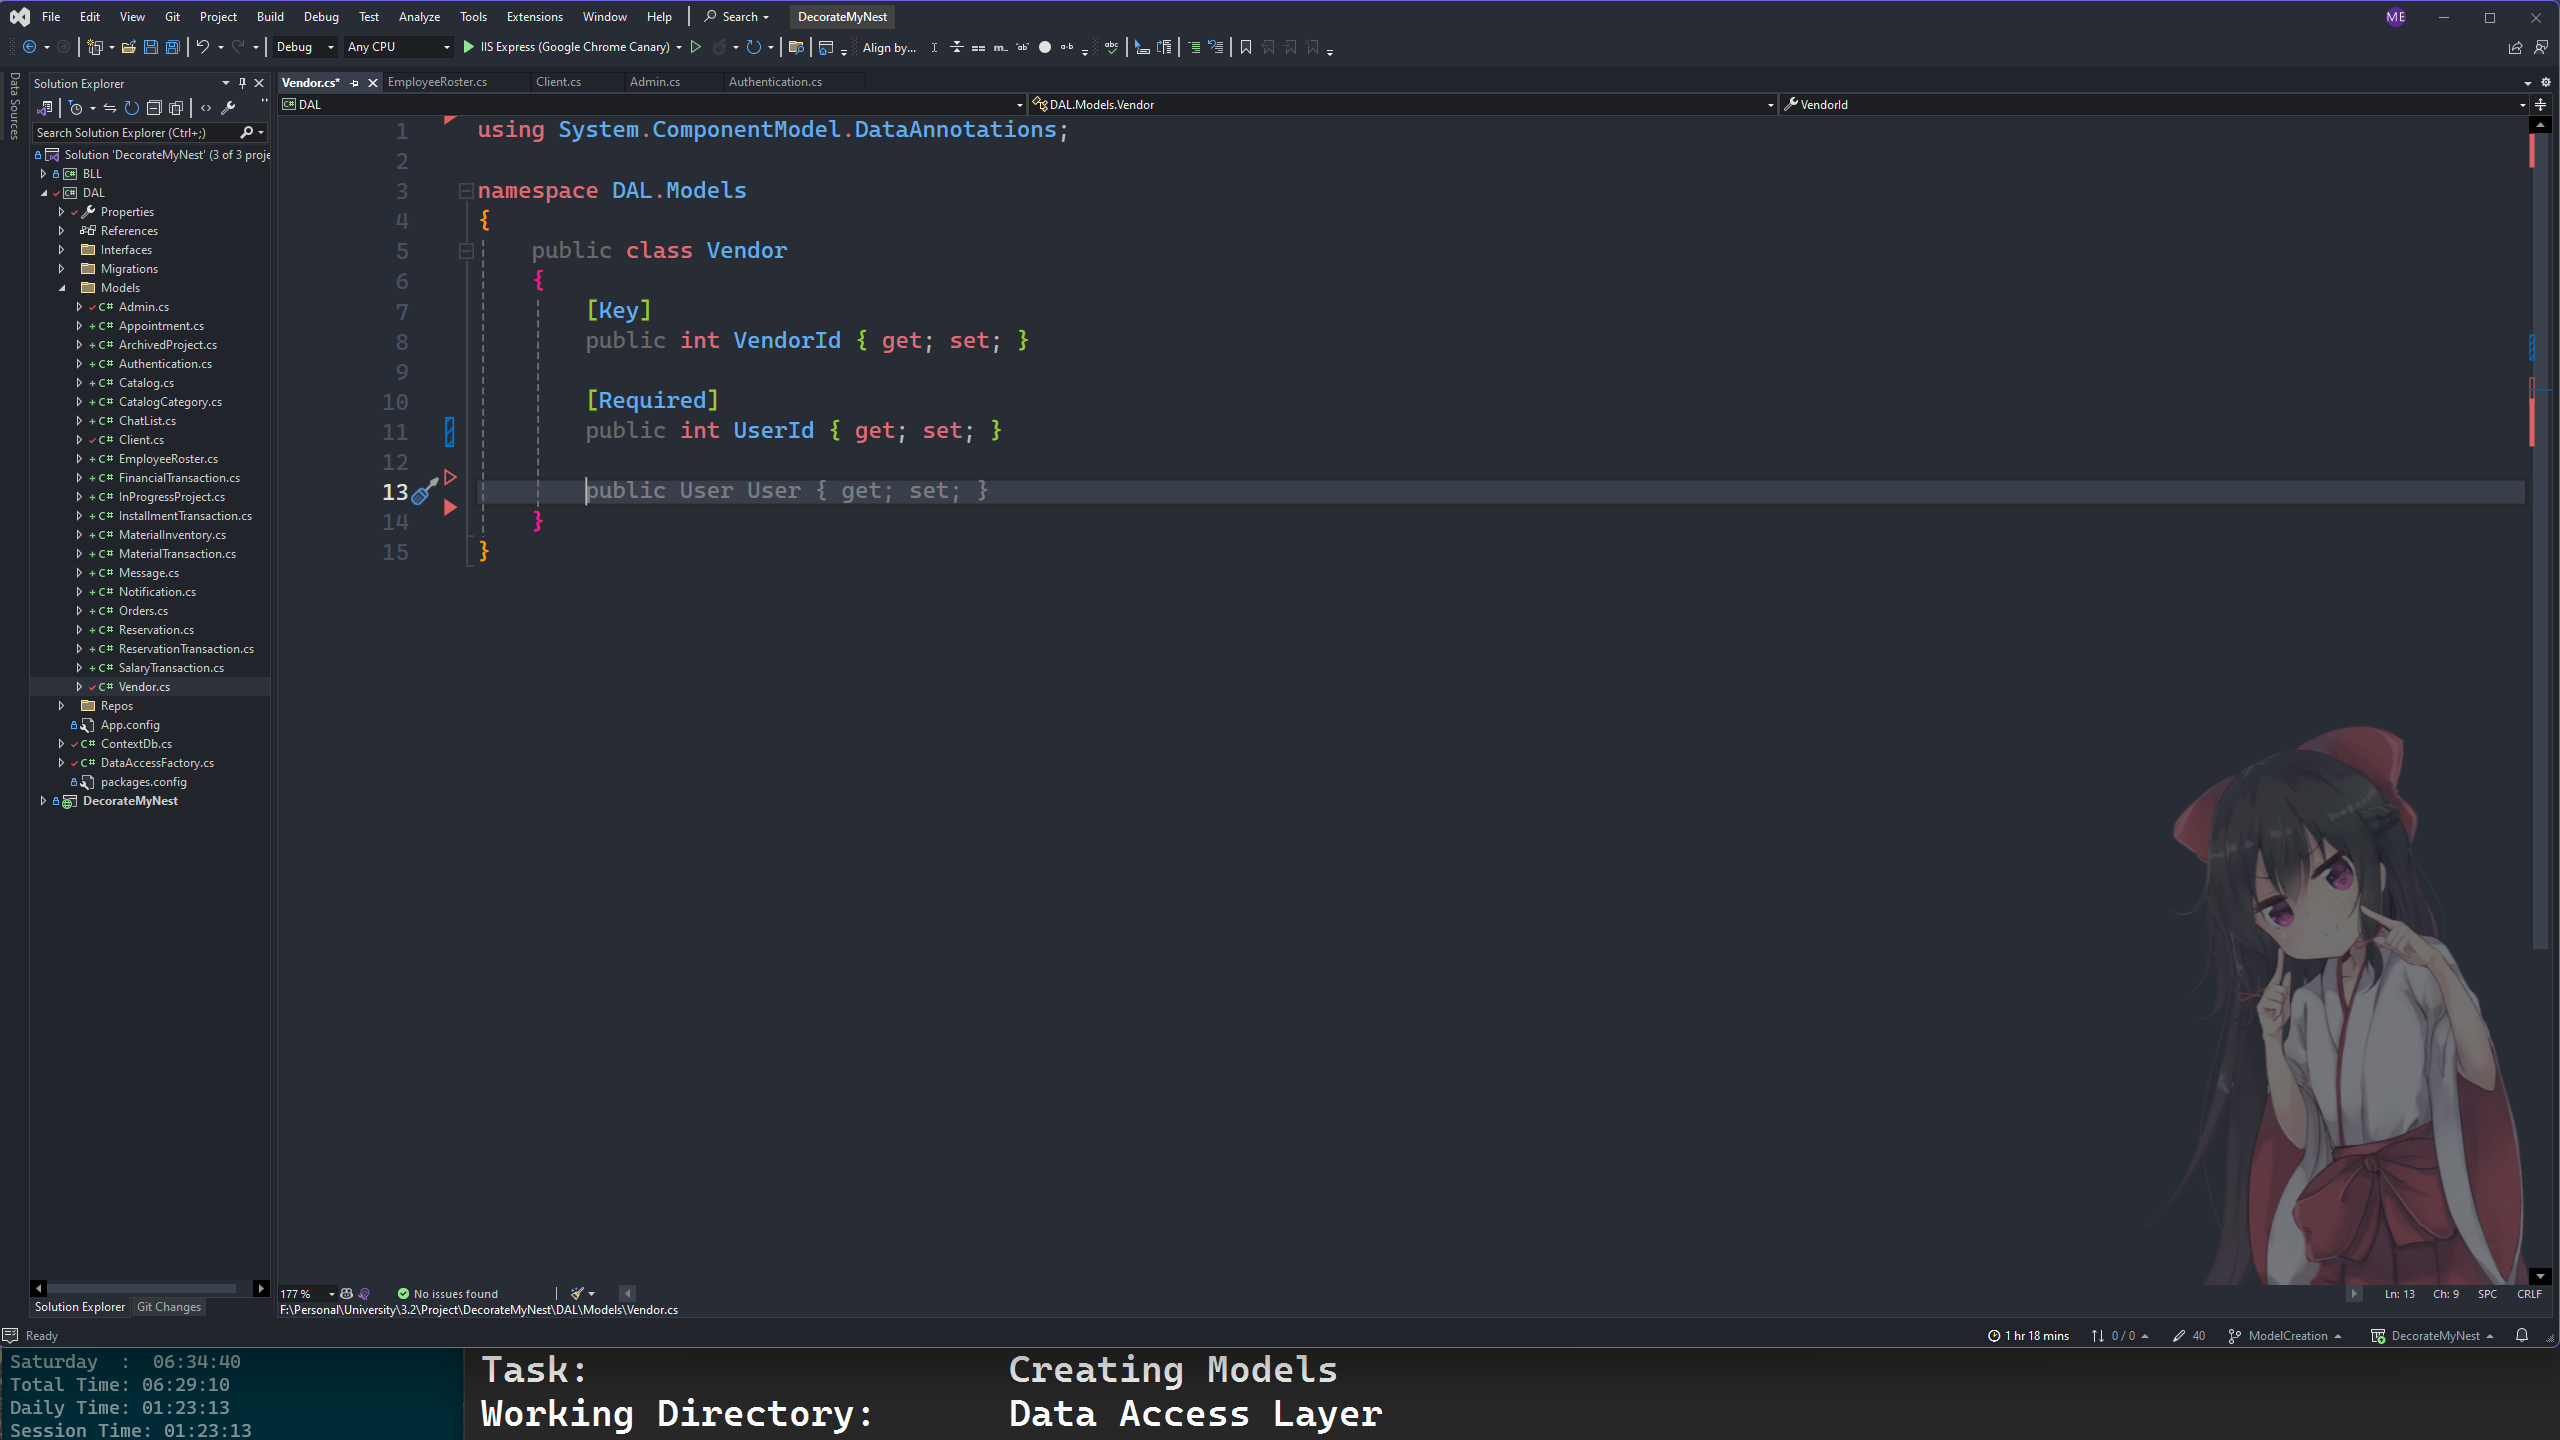 File Edit View Git Project Build Debug Test Analyze Tools Extensions Window Help Search DecorateMyNest ME
Debug Any CPU IIS Express (Google Chrome Canary) Align by...
Data Sources
Solution Explorer
Search Solution Explorer (Ctrl+;)
Solution 'DecorateMyNest' (3 of 3 proje
BLL
DAL
Properties
References
Interfaces
Migrations
Models
C# Admin.cs
C# Appointment.cs
C# ArchivedProject.cs
C# Authentication.cs
C# Catalog.cs
C# CatalogCategory.cs
C# ChatList.cs
C# Client.cs
C# EmployeeRoster.cs
C# FinancialTransaction.cs
C# InProgressProject.cs
C# InstallmentTransaction.cs
C# MaterialInventory.cs
C# MaterialTransaction.cs
C# Message.cs
C# Notification.cs
C# Orders.cs
C# Reservation.cs
C# ReservationTransaction.cs
C# SalaryTransaction.cs
C# Vendor.cs
Repos
App.config
C# ContextDb.cs
C# DataAccessFactory.cs
packages.config
DecorateMyNest
Solution Explorer Git Changes
Vendor.cs* EmployeeRoster.cs Client.cs Admin.cs Authentication.cs
DAL DAL.Models.Vendor VendorId
1 using System.ComponentModel.DataAnnotations;
2
3 namespace DAL.Models
4 {
5 public class Vendor
6 {
7 [Key]
8 public int VendorId { get; set; }
9
10 [Required]
11 public int UserId { get; set; }
12
13 public User User { get; set; }
14 }
15 }
177 % No issues found Ln: 13 Ch: 9 SPC CRLF
F:\Personal\University\3.2\Project\DecorateMyNest\DAL\Models\Vendor.cs
Ready 1 hr 18 mins 0 / 0 40 ModelCreation DecorateMyNest
Saturday : 06:34:40
Total Time: 06:29:10
Daily Time: 01:23:13
Session Time: 01:23:13
Task: Creating Models
Working Directory: Data Access Layer